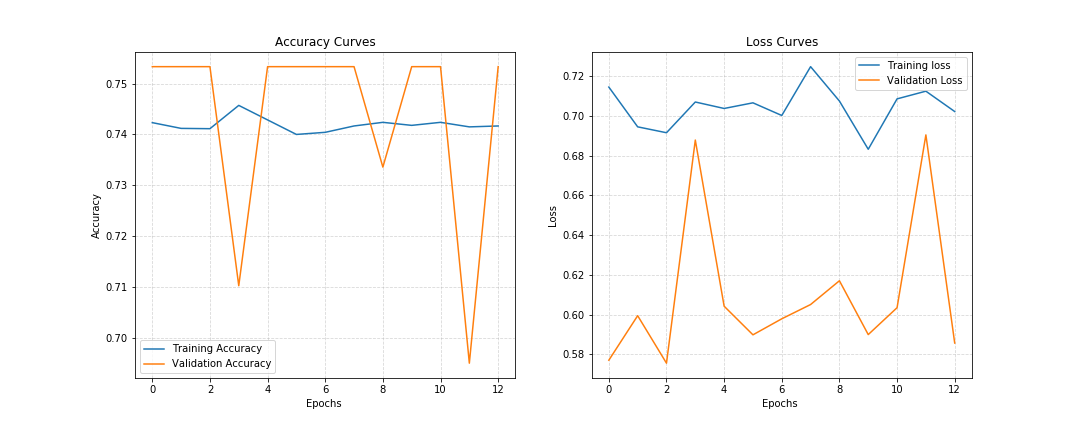 Accuracy Curves
0.75
0.74
0.73
0.72
0.71
0.70
Accuracy
Training Accuracy
Validation Accuracy
0 2 4 6 8 10 12
Epochs
Loss Curves
0.72
0.70
0.68
0.66
0.64
0.62
0.60
0.58
Loss
Training loss
Validation Loss
0 2 4 6 8 10 12
Epochs